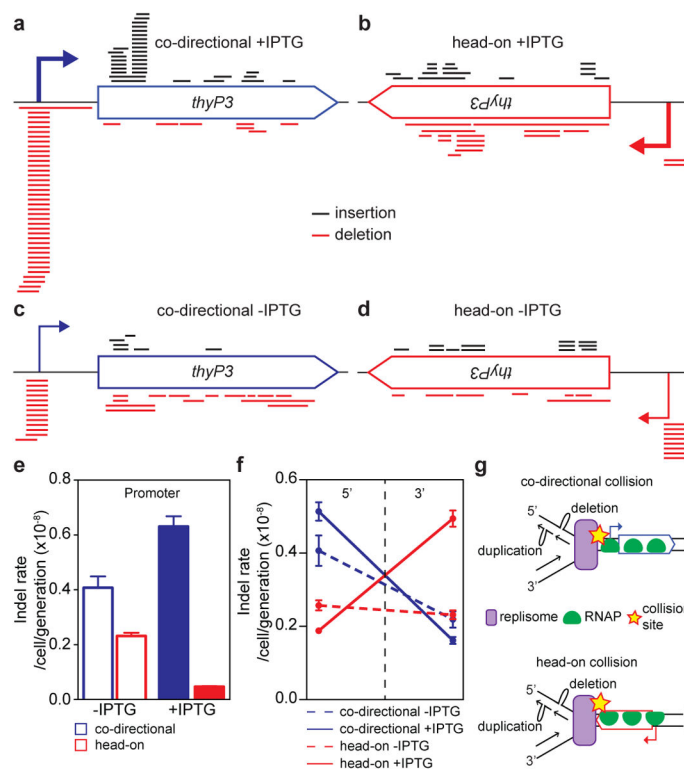 a
co-directional +IPTG
thyP3
b
head-on +IPTG
thyP3
insertion
deletion
c
co-directional -IPTG
thyP3
d
head-on -IPTG
thyP3
e
Promoter
Indel rate
/cell/generation (x10⁻⁸)
0.8
0.6
0.4
0.2
0.0
-IPTG +IPTG
co-directional
head-on
f
5' 3'
Indel rate
/cell/generation (x10⁻⁸)
0.6
0.4
0.2
0.0
co-directional -IPTG
co-directional +IPTG
head-on -IPTG
head-on +IPTG
g
co-directional collision
5'
deletion
duplication
3'
replisome RNAP collision
site
head-on collision
5'
deletion
duplication
3'